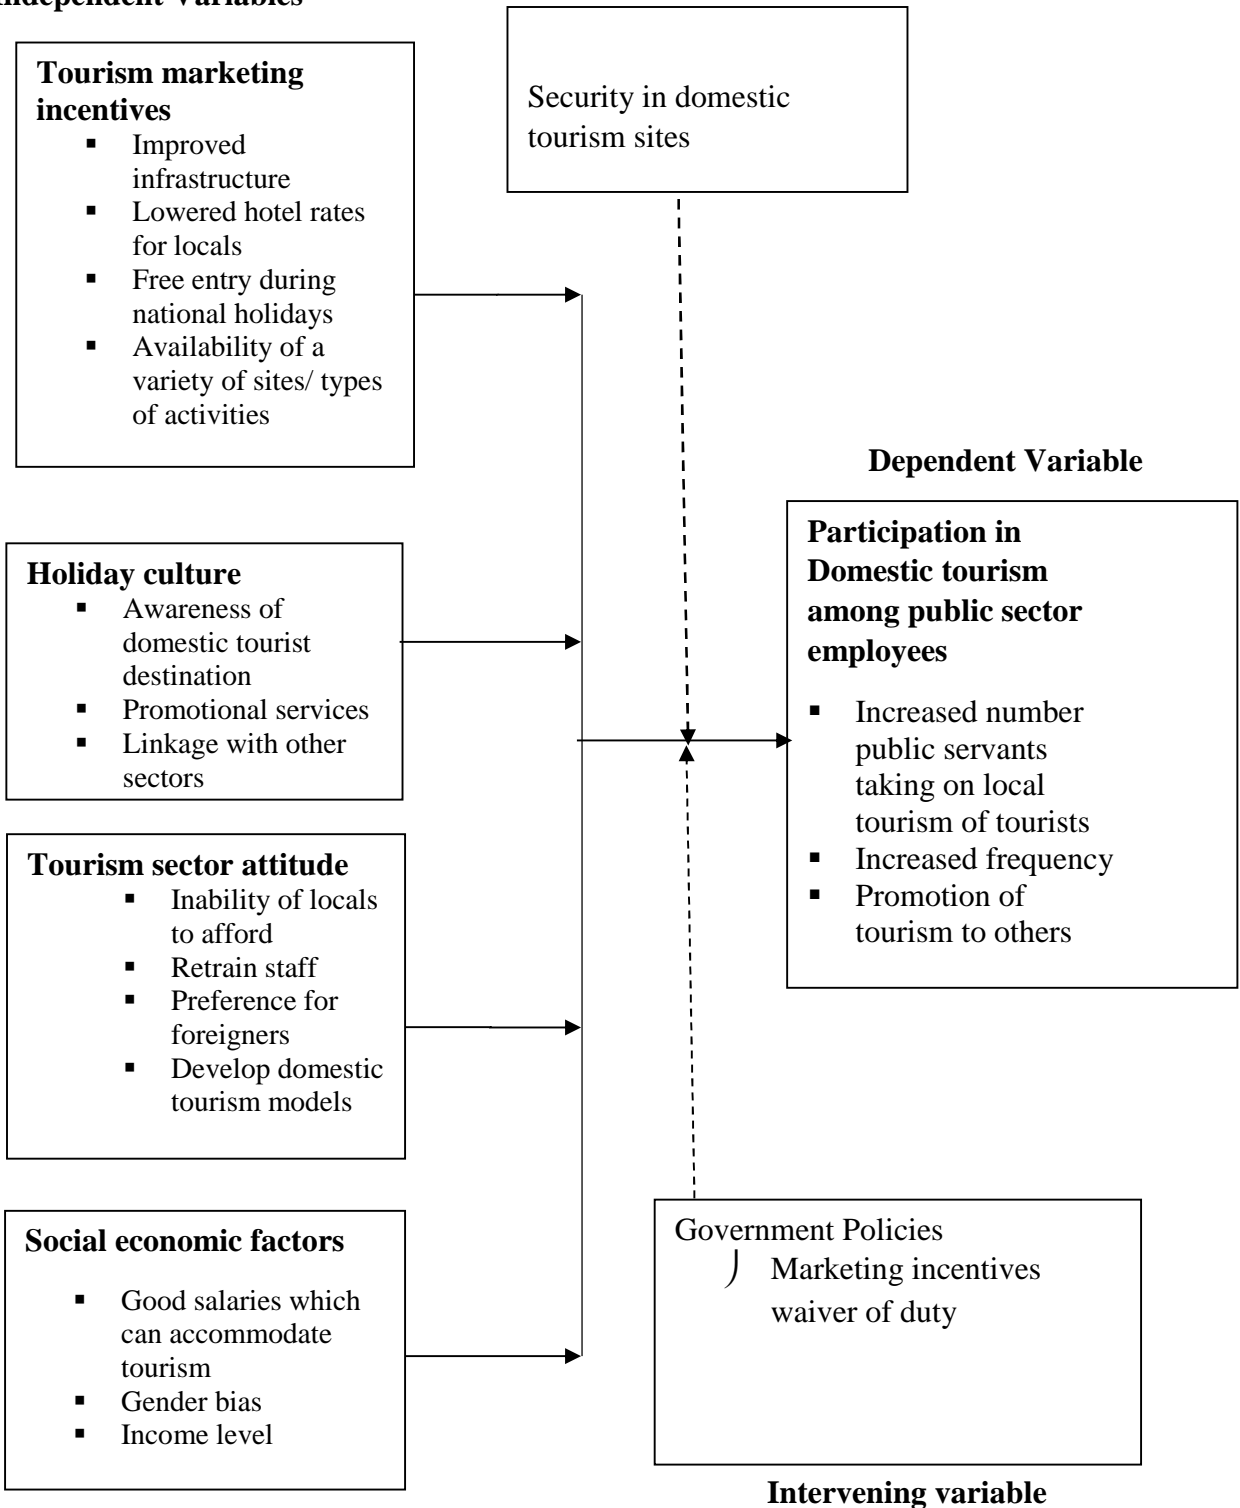 Independent Variables
Tourism marketing
incentives
▪ Improved
infrastructure
▪ Lowered hotel rates
for locals
▪ Free entry during
national holidays
▪ Availability of a
variety of sites/ types
of activities
Security in domestic
tourism sites
Holiday culture
▪ Awareness of
domestic tourist
destination
▪ Promotional services
▪ Linkage with other
sectors
Tourism sector attitude
▪ Inability of locals
to afford
▪ Retrain staff
▪ Preference for
foreigners
▪ Develop domestic
tourism models
Social economic factors
▪ Good salaries which
can accommodate
tourism
▪ Gender bias
▪ Income level
Dependent Variable
Participation in
Domestic tourism
among public sector
employees
▪ Increased number
public servants
taking on local
tourism of tourists
▪ Increased frequency
▪ Promotion of
tourism to others
Government Policies
Marketing incentives
waiver of duty
Intervening variable